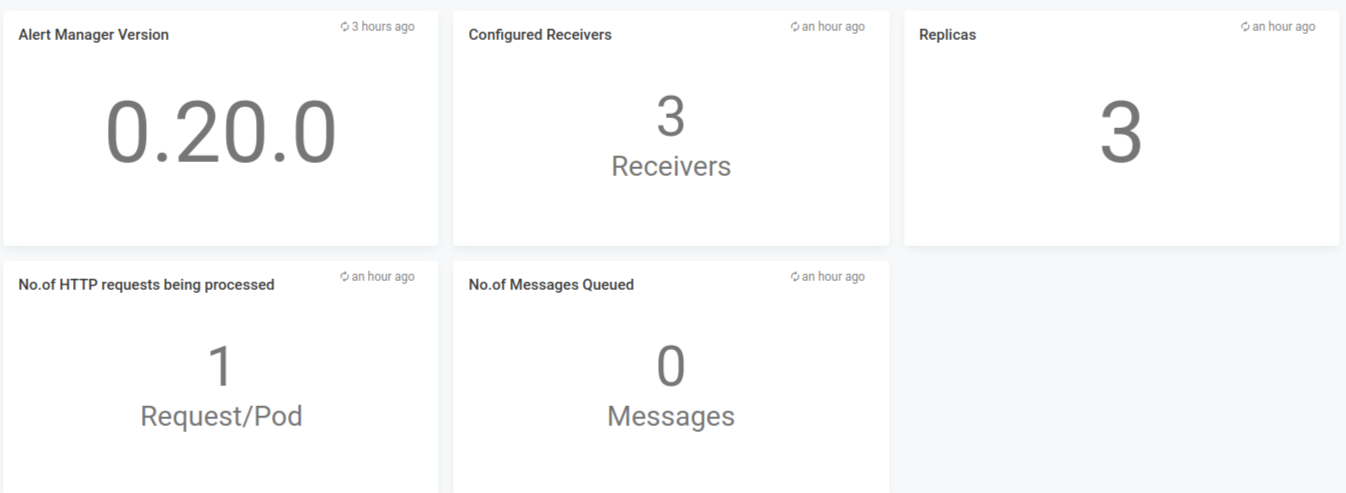 Alert Manager Version
3 hours ago
0.20.0
Configured Receivers
an hour ago
3
Receivers
Replicas
an hour ago
3
No.of HTTP requests being processed
an hour ago
1
Request/Pod
No.of Messages Queued
an hour ago
0
Messages